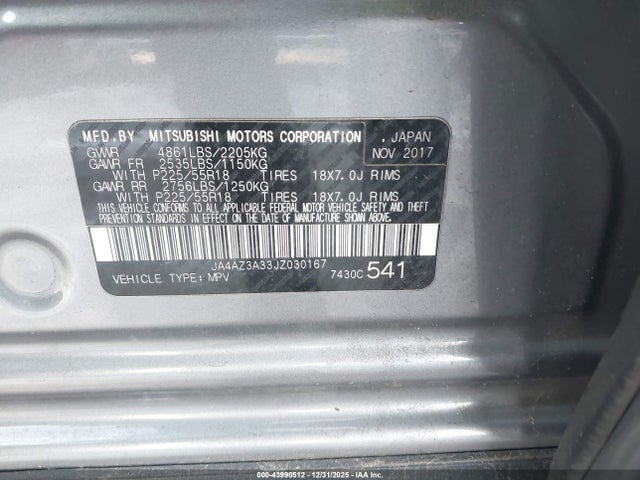 MFD.BY MITSUBISHI MOTORS CORPORATION , JAPAN
GVWR 4861LBS/2205KG NOV 2017
GAWR FR 2535LBS/1150KG
WITH P225/55R18 TIRES 18X7.0J RIMS
GAWR RR 2756LBS/1250KG
WITH P225/55R18 TIRES 18X7.0J RIMS
THIS VEHICLE CONFORMS TO ALL APPLICABLE FEDERAL MOTOR VEHICLE SAFETY AND
THEFT PREVENTION STANDARDS IN EFFECT ON THE DATE OF MANUFACTURE SHOWN ABOVE.
JA4AZ3A33JZ030167
VEHICLE TYPE: MPV 7430C 541
000-43990512 - 12/31/2025 -